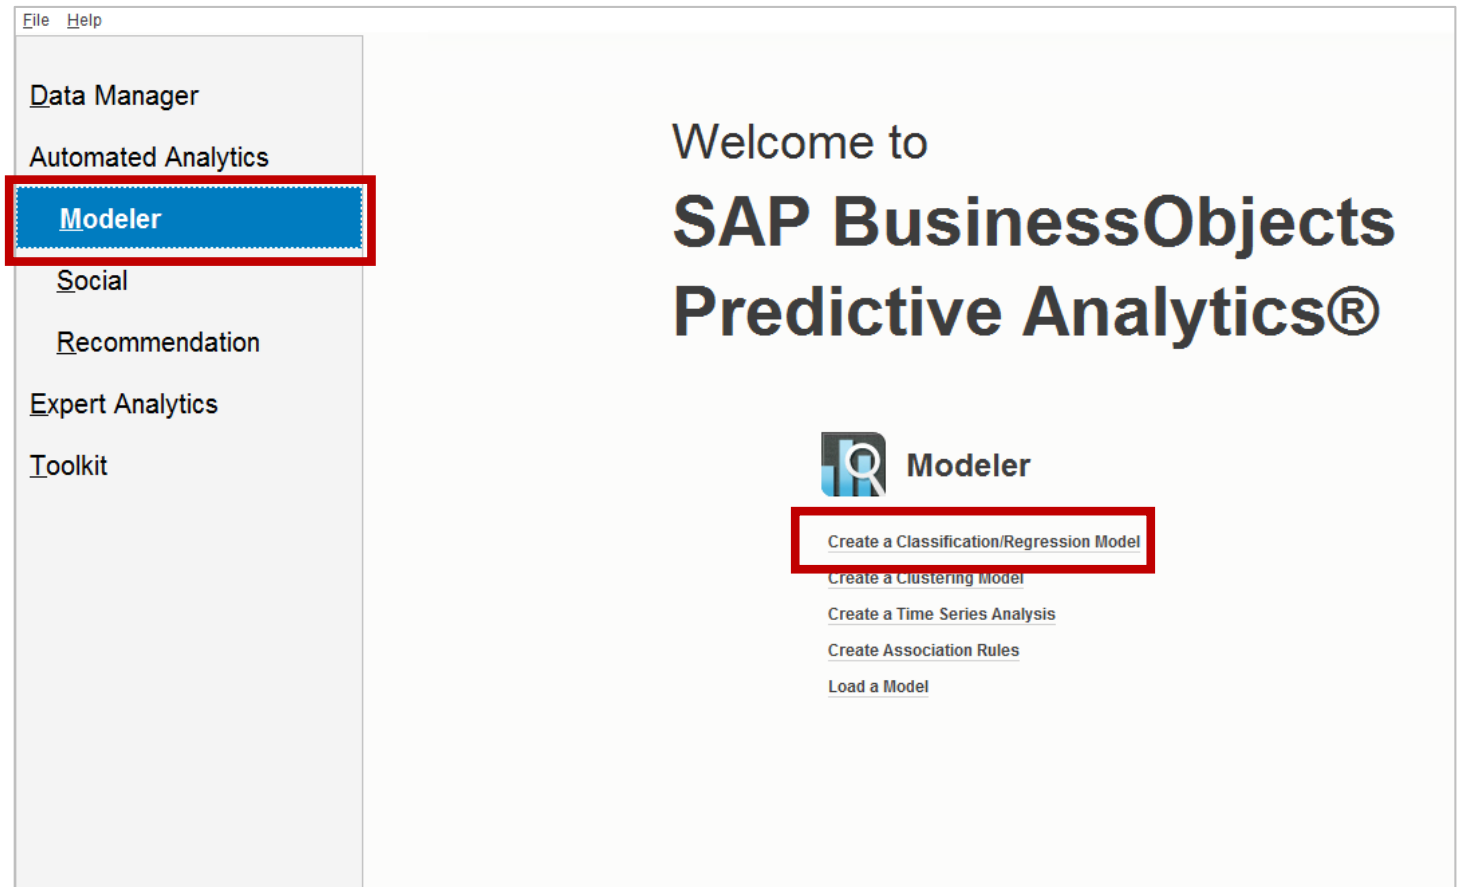 File Help
Data Manager
Automated Analytics
Modeler
Social
Recommendation
Expert Analytics
Toolkit
Welcome to
SAP BusinessObjects
Predictive Analytics®
Modeler
Create a Classification/Regression Model
Create a Clustering Model
Create a Time Series Analysis
Create Association Rules
Load a Model